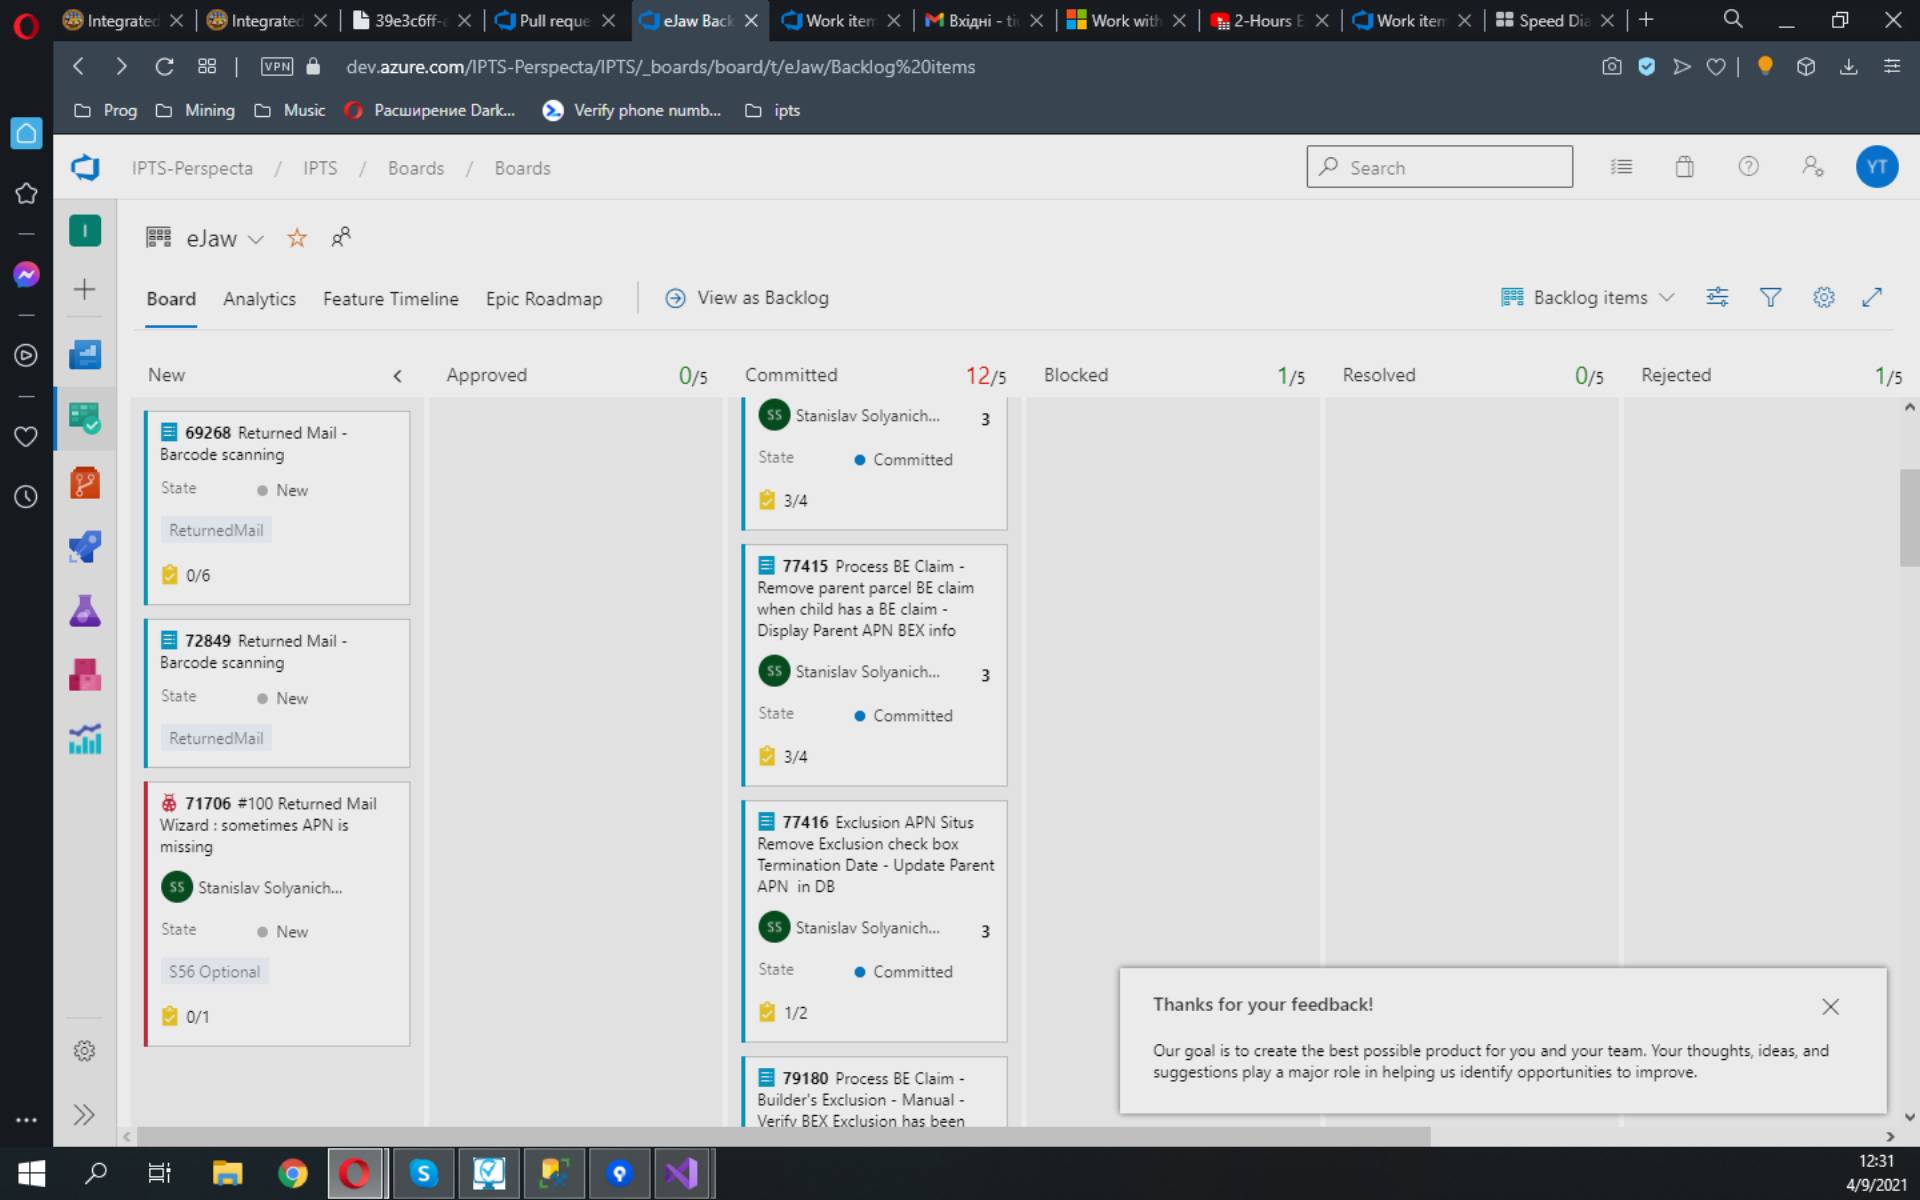 Integrated
Integrated
39e3c6ff-
Pull reque
eJaw Back
Work item
Вхідні - ti
Work with
2-Hours E
Work item
Speed Dia
VPN
dev.azure.com/IPTS-Perspecta/IPTS/_boards/board/t/eJaw/Backlog%20items
Prog
Mining
Music
Расширение Dark...
Verify phone numb...
ipts
IPTS-Perspecta / IPTS / Boards / Boards
Search
YT
I
eJaw
Board
Analytics
Feature Timeline
Epic Roadmap
View as Backlog
Backlog items
New
Approved 0/5
Committed 12/5
Blocked 1/5
Resolved 0/5
Rejected 1/5
69268 Returned Mail -
Barcode scanning
State New
ReturnedMail
0/6
72849 Returned Mail -
Barcode scanning
State New
ReturnedMail
71706 #100 Returned Mail
Wizard : sometimes APN is
missing
SS Stanislav Solyanich...
State New
S56 Optional
0/1
SS Stanislav Solyanich... 3
State Committed
3/4
77415 Process BE Claim -
Remove parent parcel BE claim
when child has a BE claim -
Display Parent APN BEX info
SS Stanislav Solyanich... 3
State Committed
3/4
77416 Exclusion APN Situs
Remove Exclusion check box
Termination Date - Update Parent
APN in DB
SS Stanislav Solyanich... 3
State Committed
1/2
79180 Process BE Claim -
Builder's Exclusion - Manual -
Verify BEX Exclusion has been
Thanks for your feedback!
Our goal is to create the best possible product for you and your team. Your thoughts, ideas, and
suggestions play a major role in helping us identify opportunities to improve.
12:31
4/9/2021